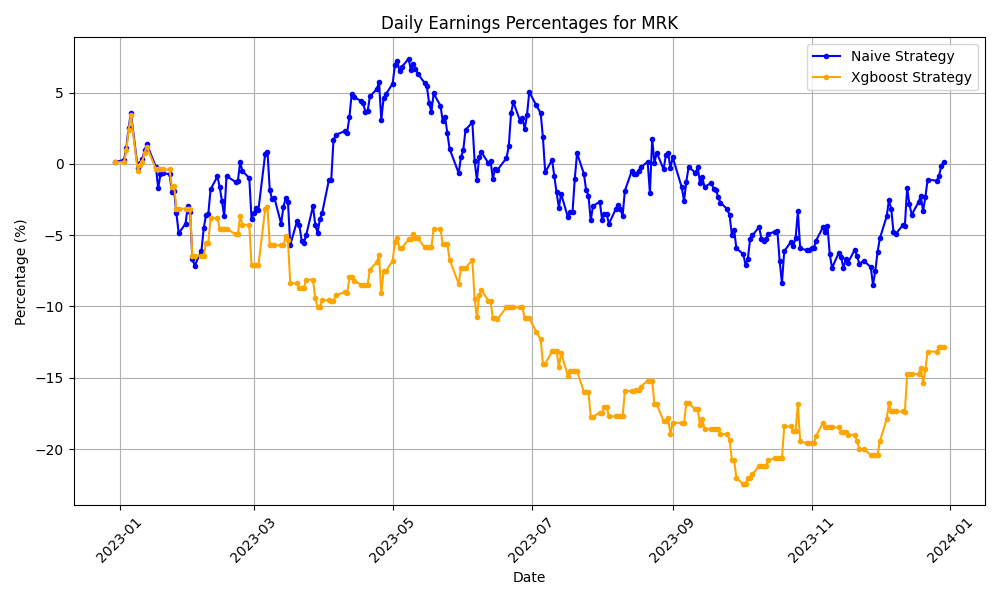 Daily Earnings Percentages for MRK
Naive Strategy
Xgboost Strategy
Percentage (%)
5
0
−5
−10
−15
−20
2023-01
2023-03
2023-05
2023-07
2023-09
2023-11
2024-01
Date